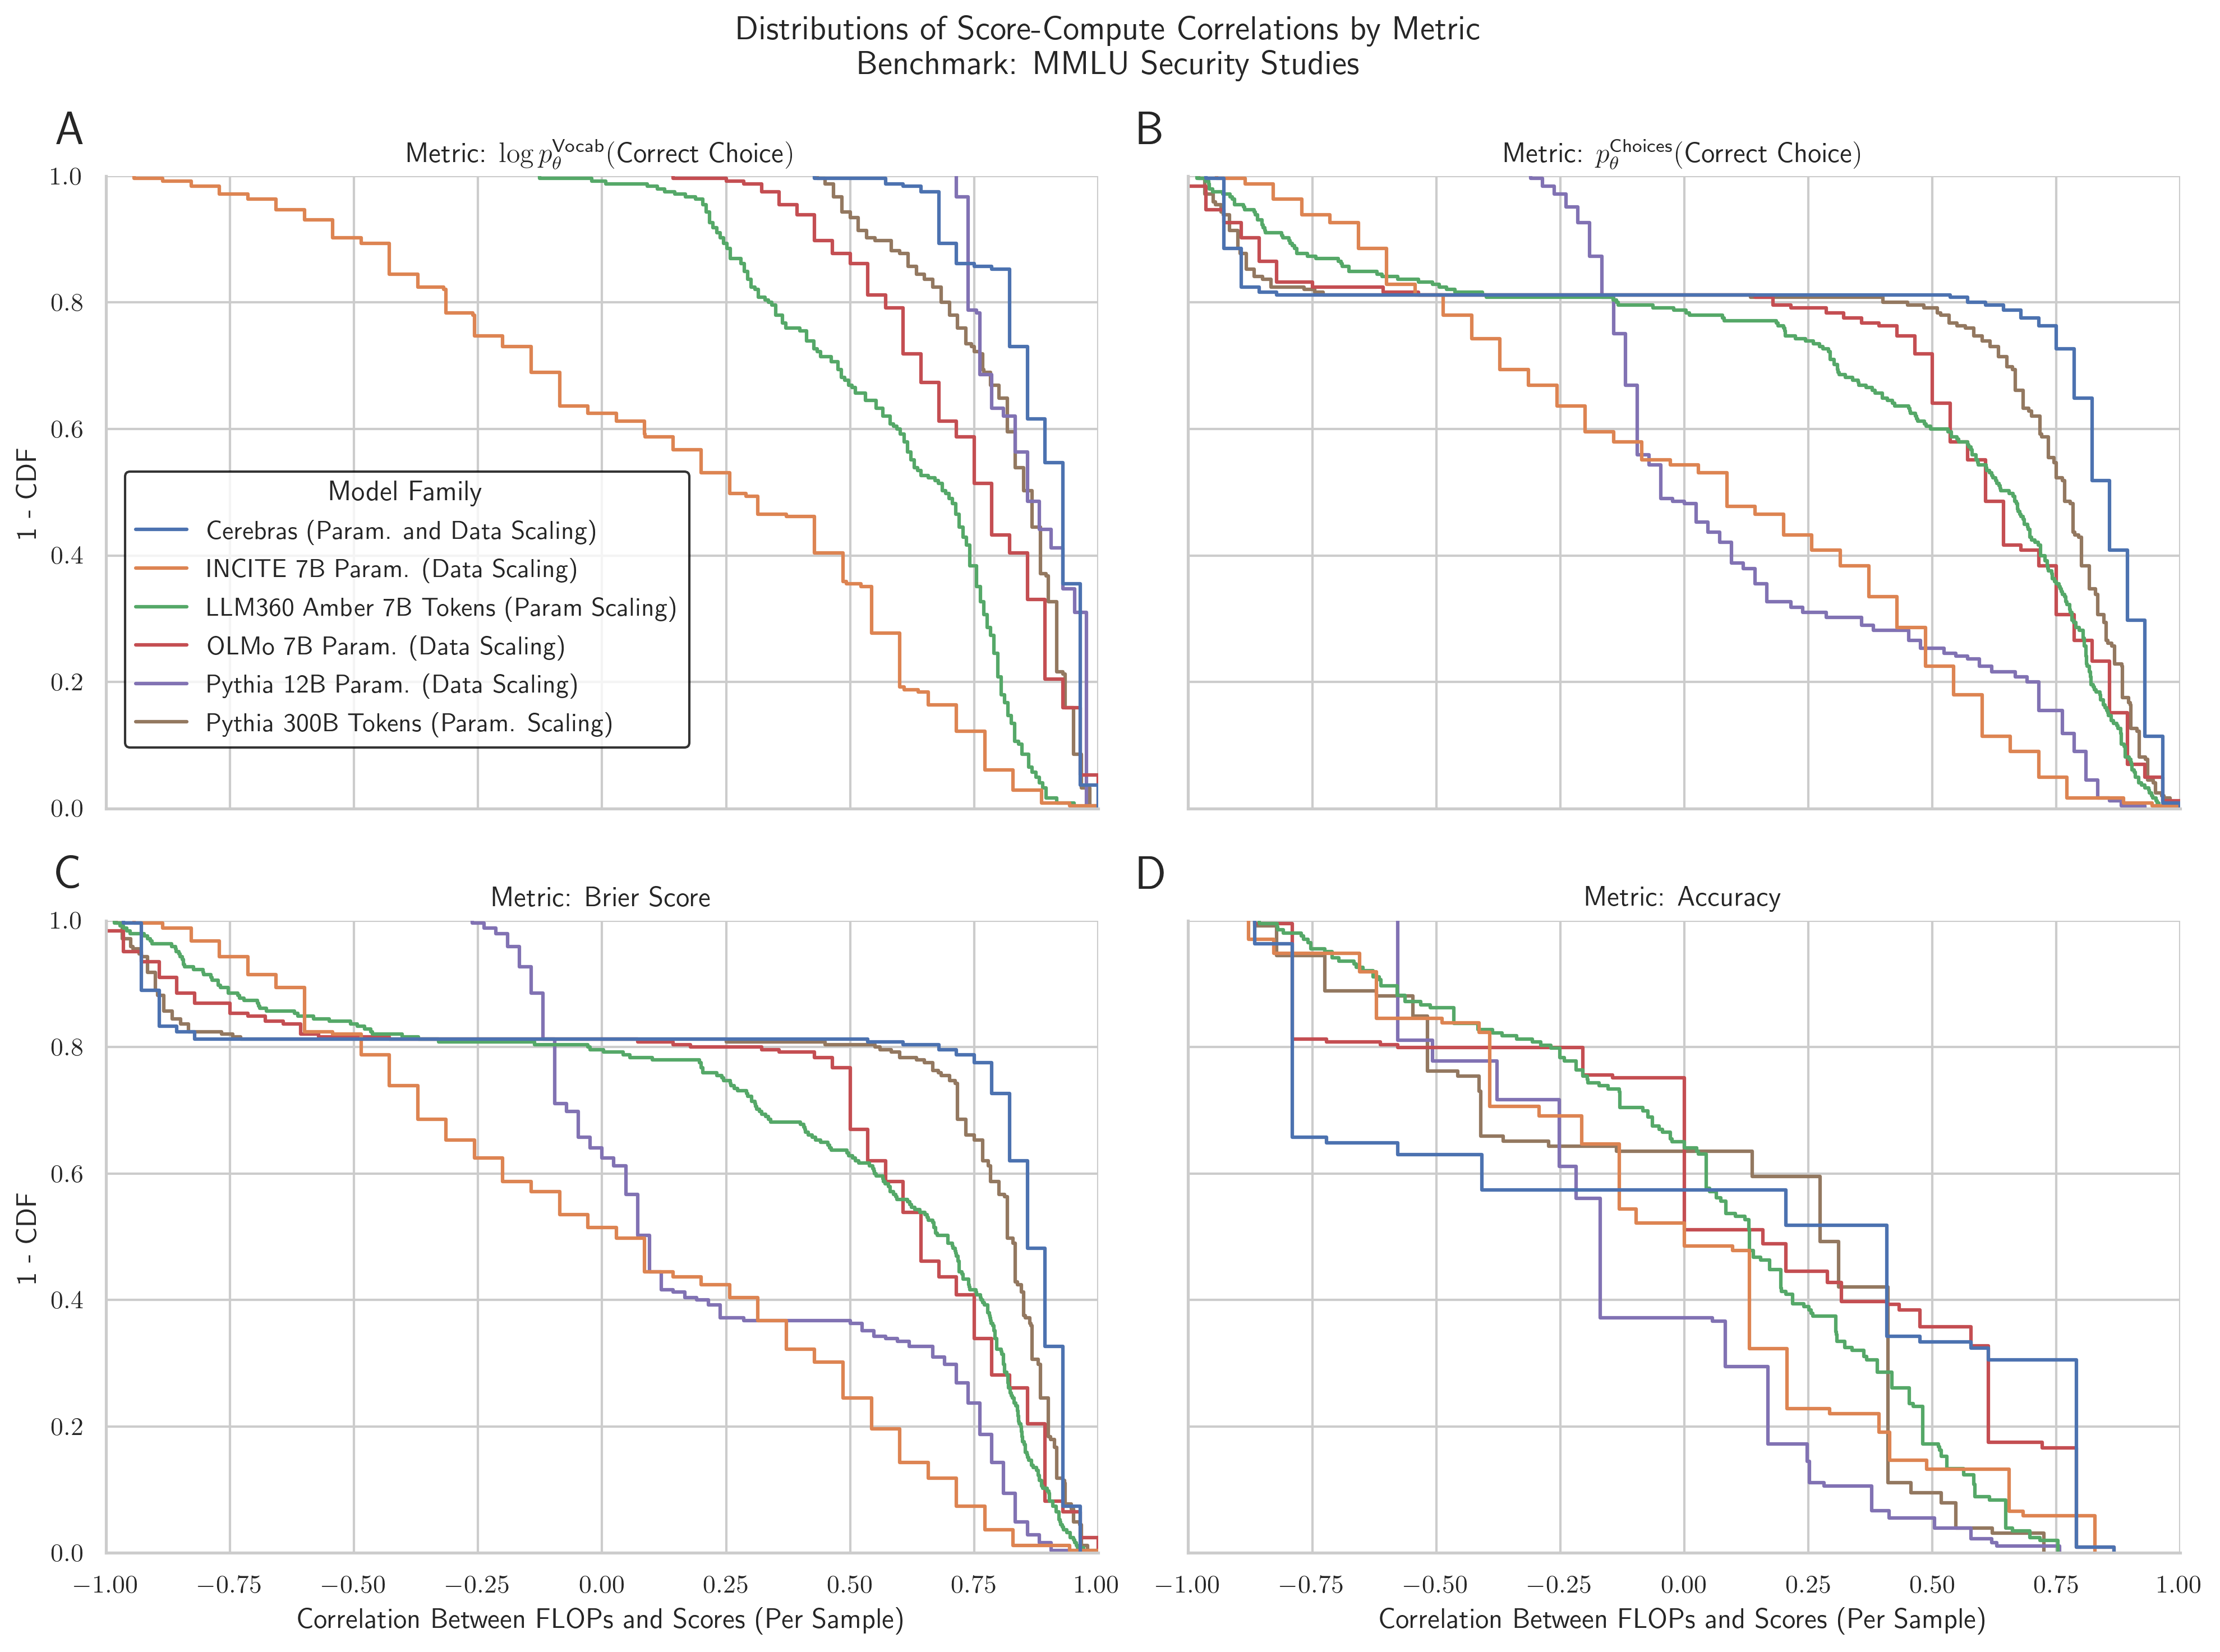 Distributions of Score-Compute Correlations by Metric
Benchmark: MMLU Security Studies
A
Metric: log p_θ^Vocab(Correct Choice)
1.0
0.8
0.6
0.4
0.2
0.0
1 - CDF
Model Family
Cerebras (Param. and Data Scaling)
INCITE 7B Param. (Data Scaling)
LLM360 Amber 7B Tokens (Param Scaling)
OLMo 7B Param. (Data Scaling)
Pythia 12B Param. (Data Scaling)
Pythia 300B Tokens (Param. Scaling)
B
Metric: p_θ^Choices(Correct Choice)
C
Metric: Brier Score
1.0
0.8
0.6
0.4
0.2
0.0
1 - CDF
−1.00 −0.75 −0.50 −0.25 0.00 0.25 0.50 0.75 1.00
Correlation Between FLOPs and Scores (Per Sample)
D
Metric: Accuracy
−1.00 −0.75 −0.50 −0.25 0.00 0.25 0.50 0.75 1.00
Correlation Between FLOPs and Scores (Per Sample)